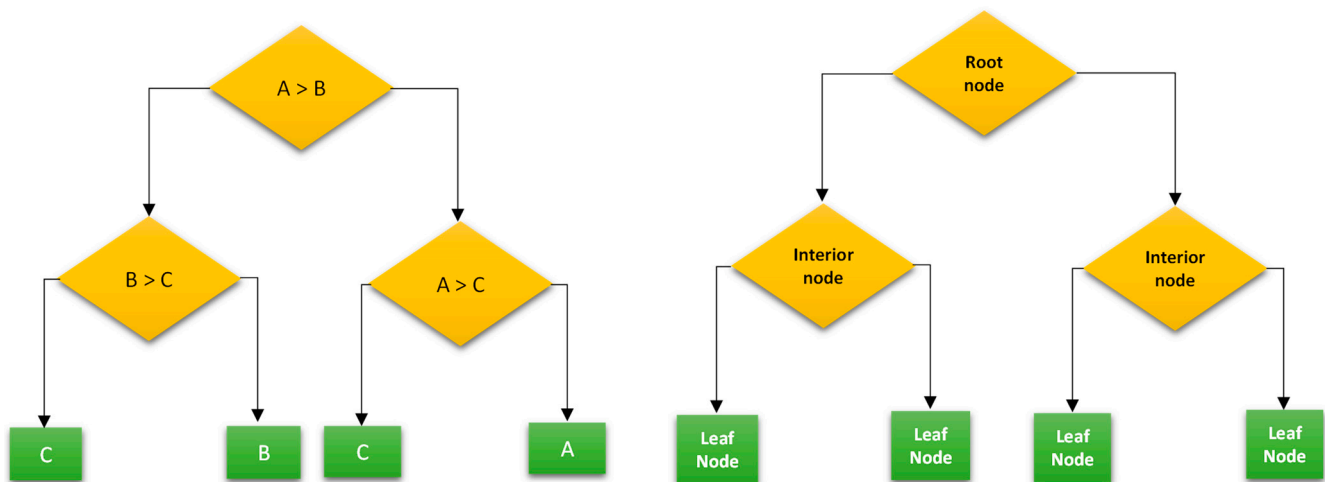 A > B
B > C
A > C
C
B
C
A
Root
node
Interior
node
Interior
node
Leaf
Node
Leaf
Node
Leaf
Node
Leaf
Node